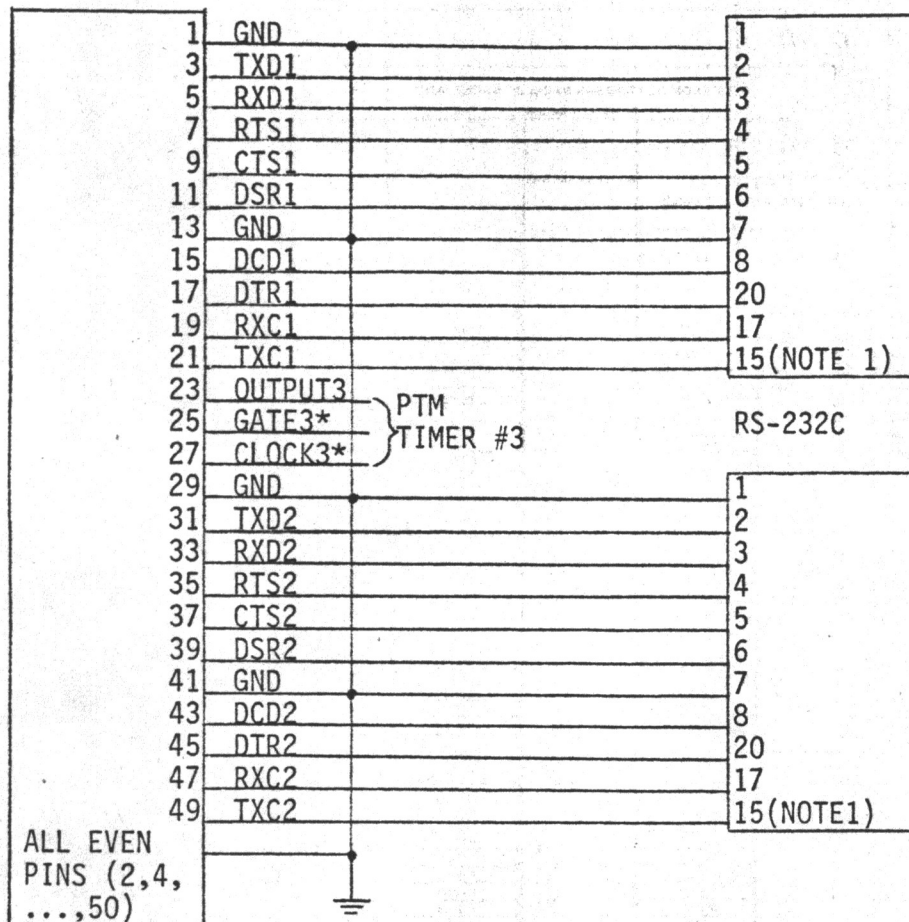 1 GND 1
3 TXD1 2
5 RXD1 3
7 RTS1 4
9 CTS1 5
11 DSR1 6
13 GND 7
15 DCD1 8
17 DTR1 20
19 RXC1 17
21 TXC1 15(NOTE 1)
23 OUTPUT3
25 GATE3*
27 CLOCK3*
PTM
TIMER #3
RS-232C
29 GND 1
31 TXD2 2
33 RXD2 3
35 RTS2 4
37 CTS2 5
39 DSR2 6
41 GND 7
43 DCD2 8
45 DTR2 20
47 RXC2 17
49 TXC2 15(NOTE1)
ALL EVEN
PINS (2,4,
...,50)